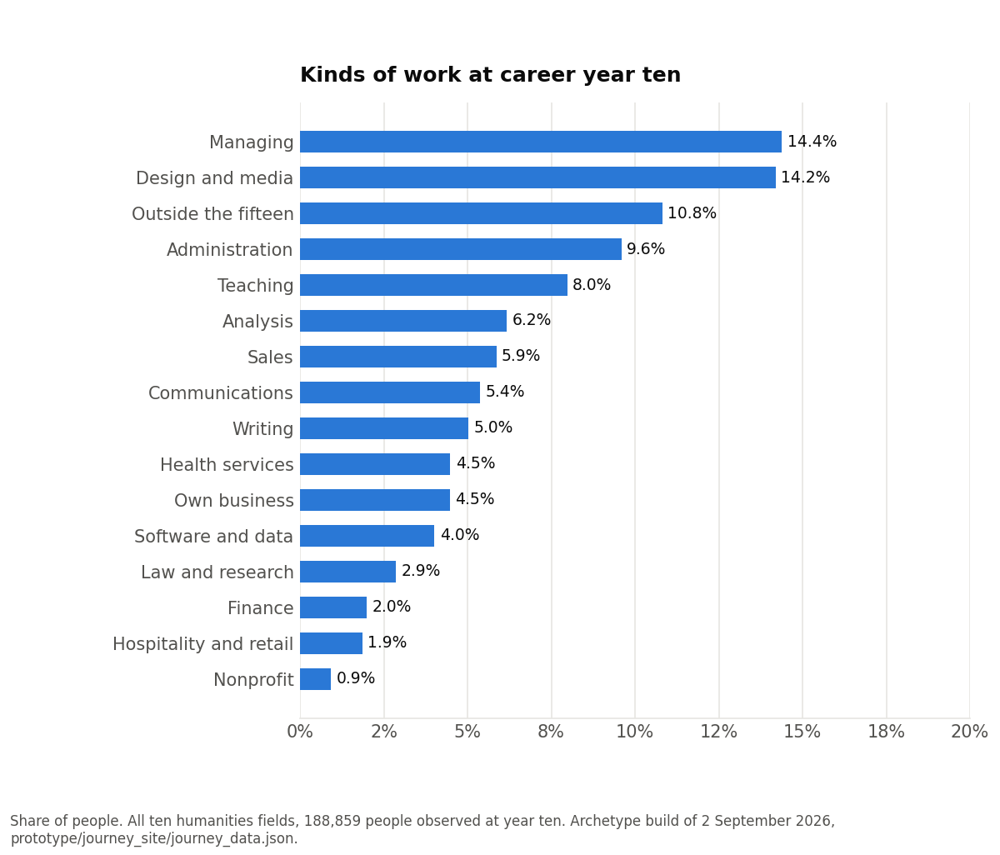 Kinds of work at career year ten
Managing 14.4%
Design and media 14.2%
Outside the fifteen 10.8%
Administration 9.6%
Teaching 8.0%
Analysis 6.2%
Sales 5.9%
Communications 5.4%
Writing 5.0%
Health services 4.5%
Own business 4.5%
Software and data 4.0%
Law and research 2.9%
Finance 2.0%
Hospitality and retail 1.9%
Nonprofit 0.9%
0% 2% 5% 8% 10% 12% 15% 18% 20%
Share of people. All ten humanities fields, 188,859 people observed at year ten. Archetype build of 2 September 2026,
prototype/journey_site/journey_data.json.